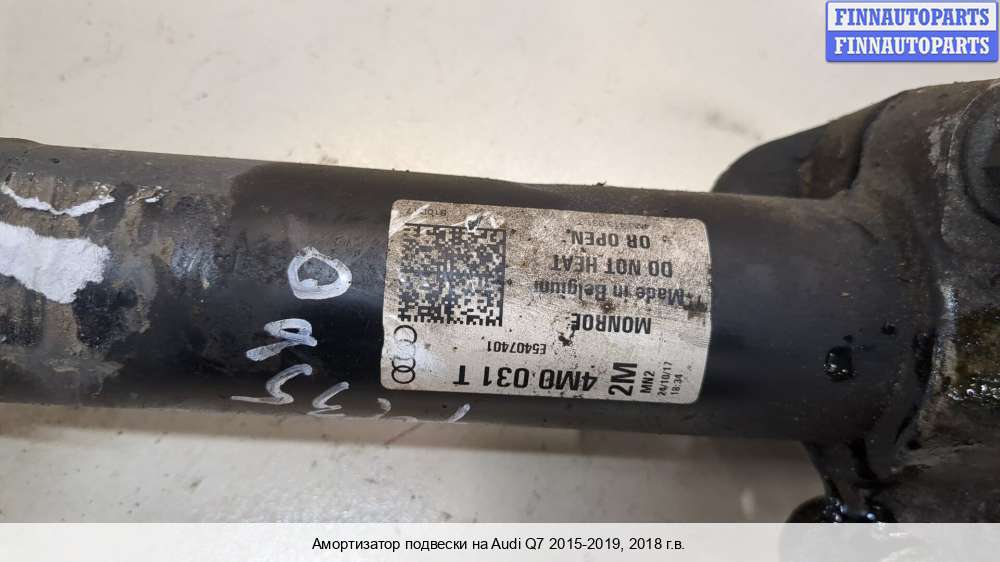 FINNAUTOPARTS
FINNAUTOPARTS
4M0 031 T
E5407401
MONRØE
Made in Belgium
DO NOT HEAT
OR OPEN.
2M
MN2
24/10/17
18:34
Амортизатор подвески на Audi Q7 2015-2019, 2018 г.в.